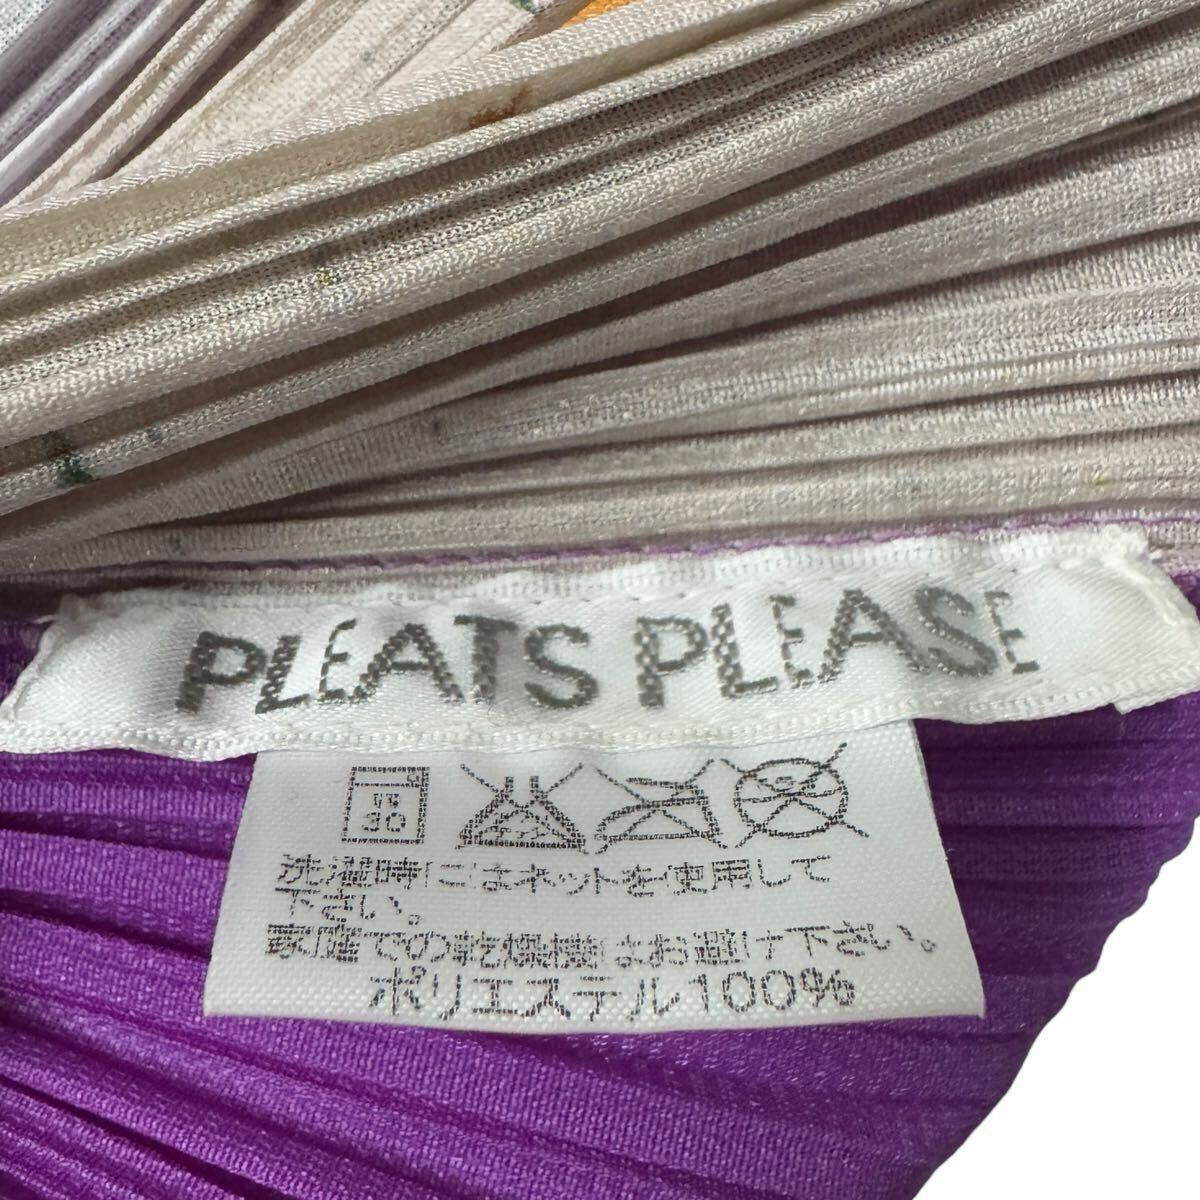 PLEATS PLEASE
30
洗濯時にはネットを使用して
下さい。
家庭での乾燥機はお避け下さい。
ポリエステル100%